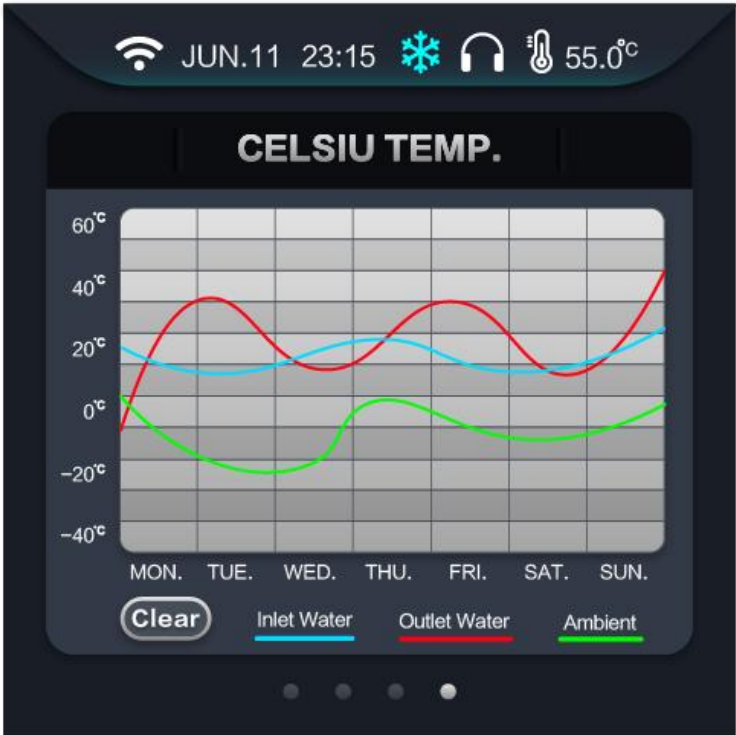 JUN.11 23:15 55.0°C
CELSIU TEMP.
60°C
40°C
20°C
0°C
−20°C
−40°C
MON. TUE. WED. THU. FRI. SAT. SUN.
Clear Inlet Water Outlet Water Ambient